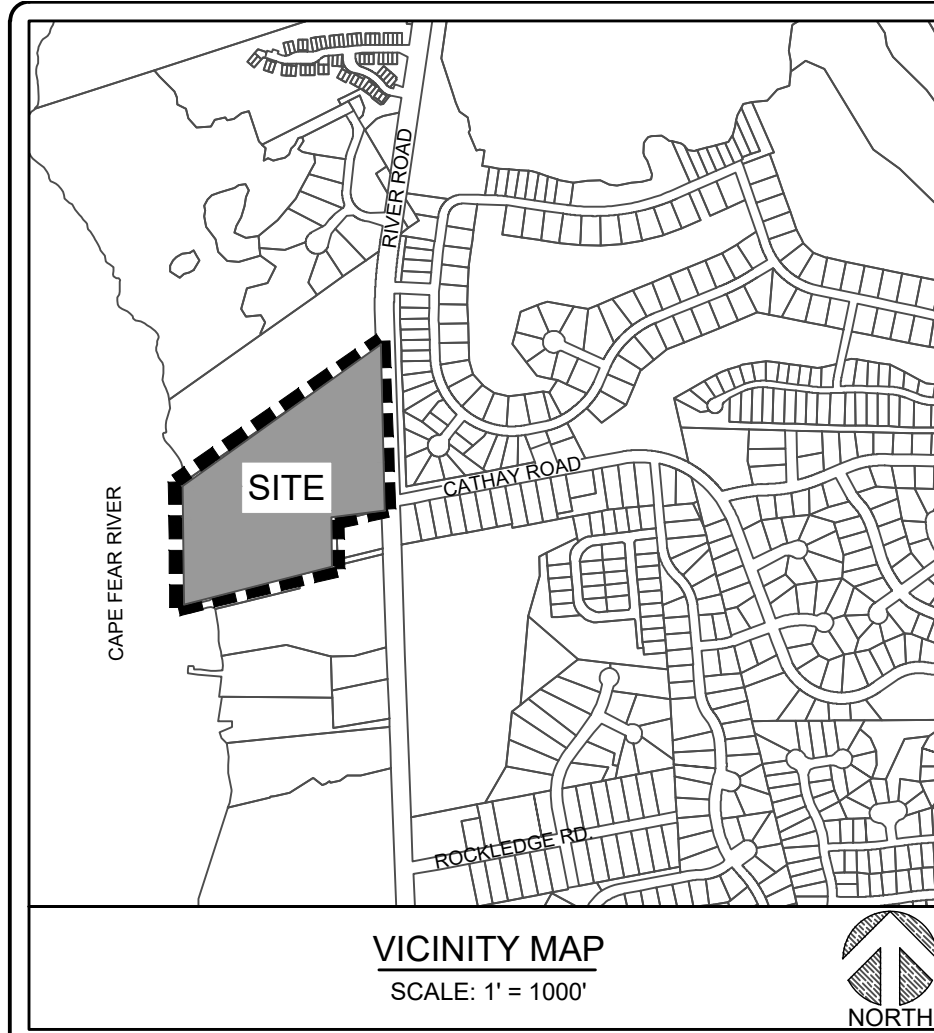 RIVER ROAD
SITE
CATHAY ROAD
CAPE FEAR RIVER
ROCKLEDGE RD.
VICINITY MAP
SCALE: 1' = 1000'
NORTH